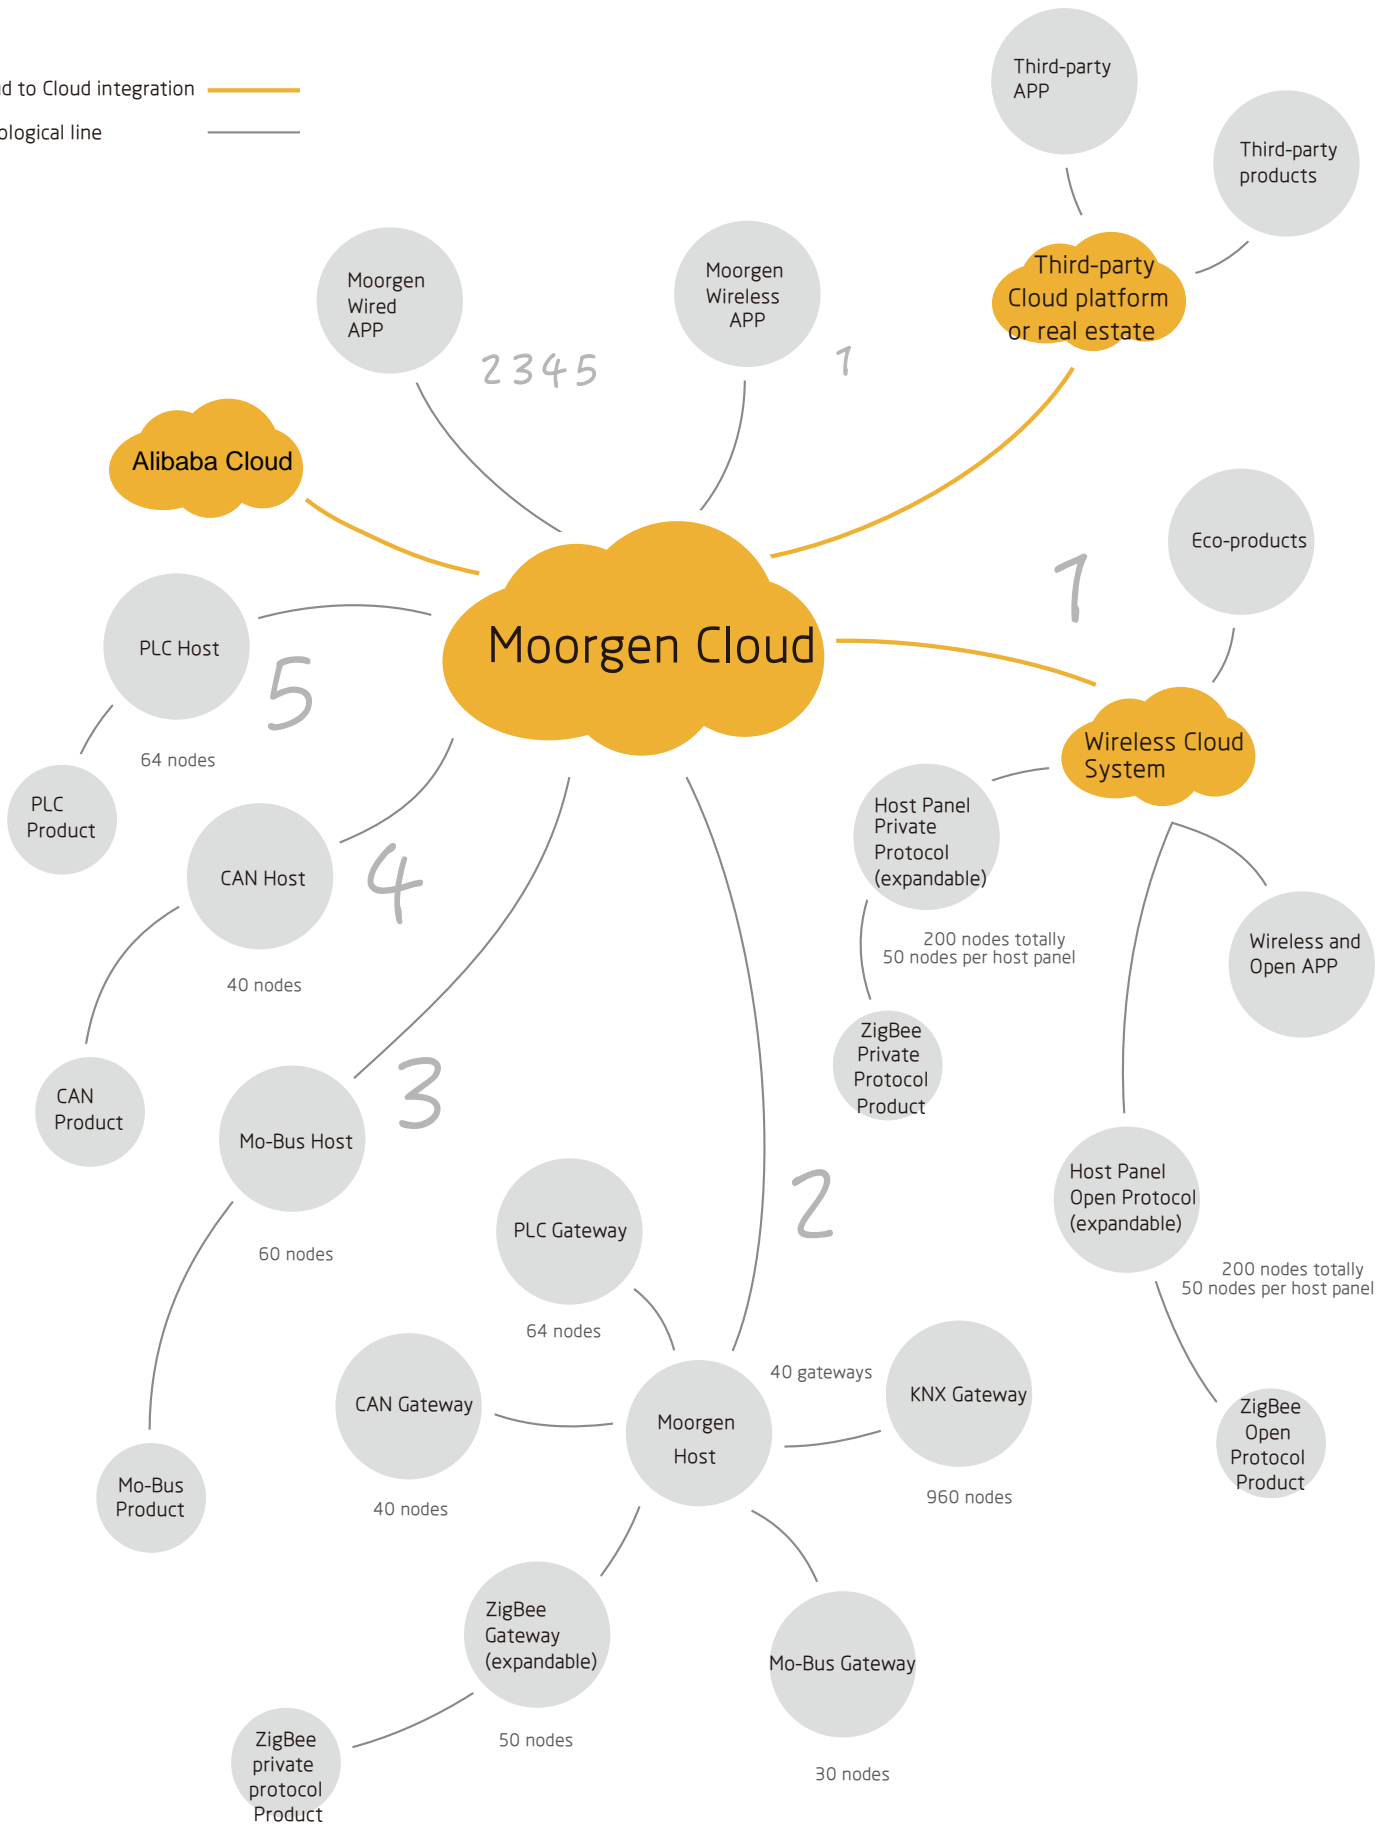 to Cloud integration
line
Third-party
APP
Third-party
products
Moorgen
Wired
APP
2345
Moorgen
Wireless
APP
1
Third-party
Cloud platform
or real estate
Alibaba Cloud
Eco-products
1
Moorgen Cloud
PLC Host
5
64 nodes
PLC
Product
Wireless Cloud
System
Host Panel
Private
Protocol
(expandable)
200 nodes totally
50 nodes per host panel
CAN Host
4
40 nodes
Wireless and
Open APP
ZigBee
Private
Protocol
Product
CAN
Product
Mo-Bus Host
3
60 nodes
Host Panel
Open Protocol
(expandable)
200 nodes totally
50 nodes per host panel
2
PLC Gateway
64 nodes
40 gateways
KNX Gateway
960 nodes
CAN Gateway
40 nodes
Moorgen
Host
ZigBee
Open
Protocol
Product
Mo-Bus
Product
ZigBee
Gateway
(expandable)
50 nodes
Mo-Bus Gateway
30 nodes
ZigBee
private
protocol
Product